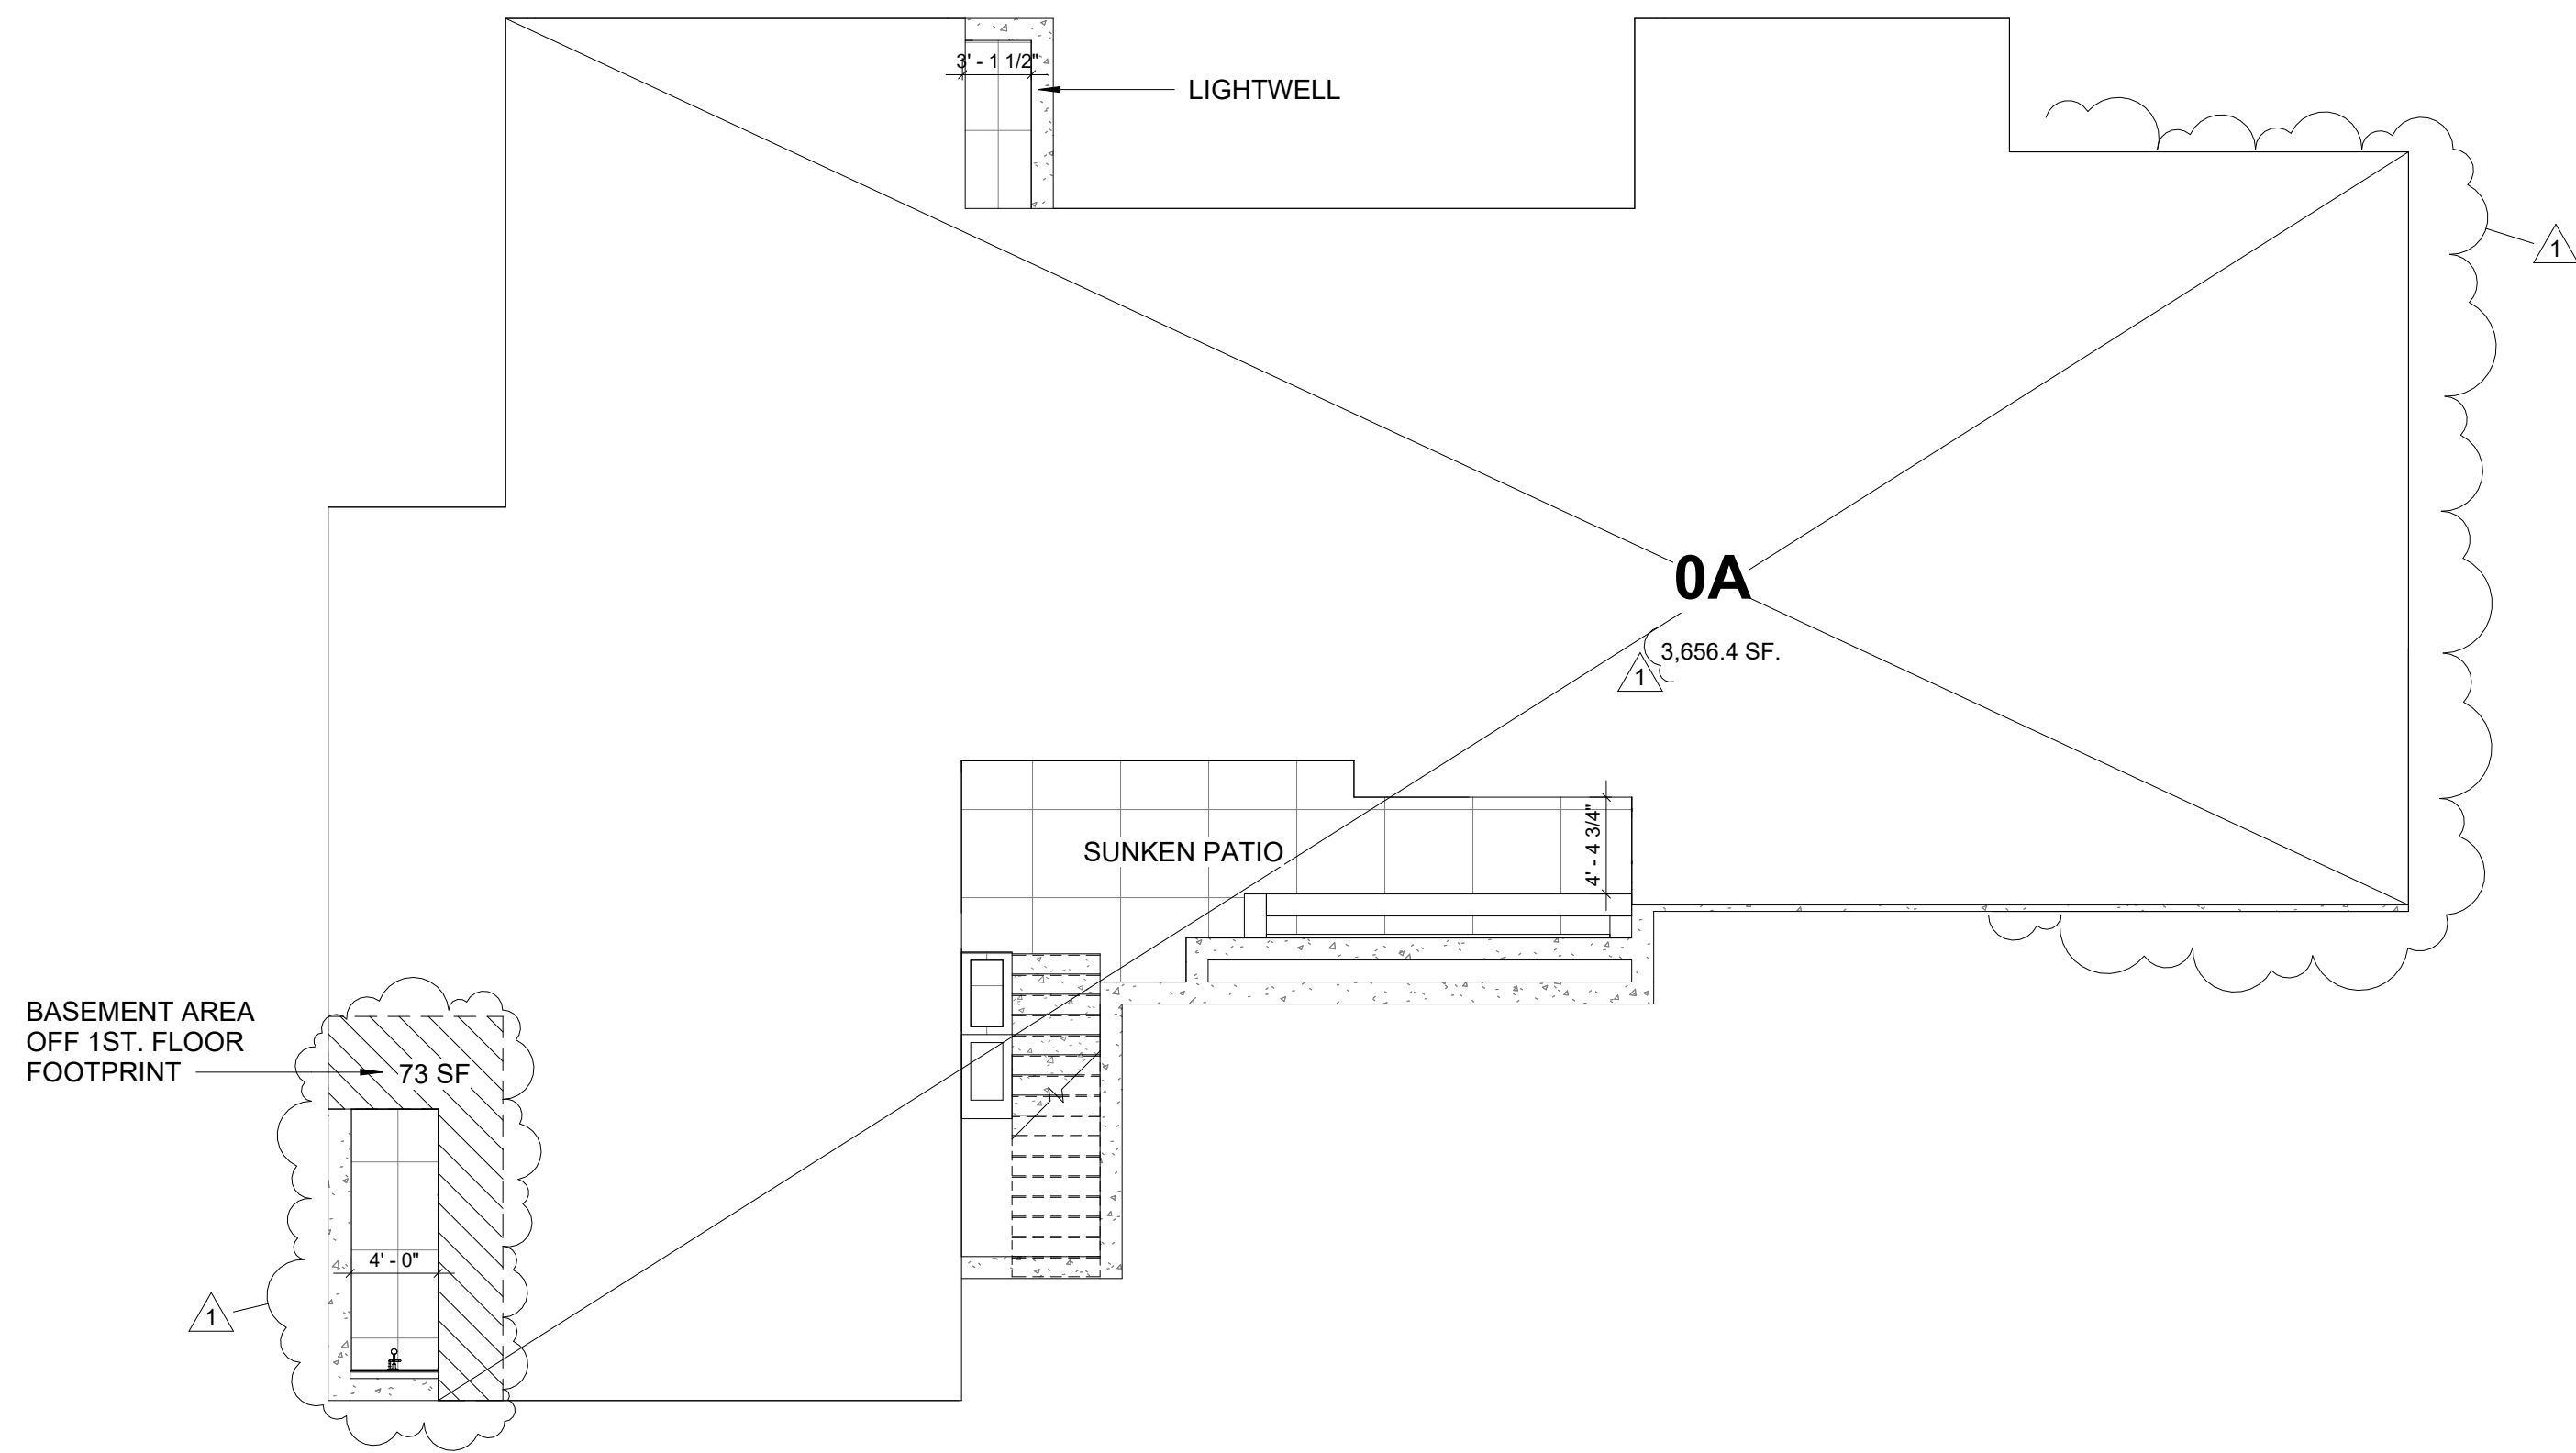 3' - 1 1/2"
LIGHTWELL
1
0A
3,656.4 SF.
1
4' - 4 3/4"
SUNKEN PATIO
BASEMENT AREA
OFF 1ST. FLOOR
FOOTPRINT
73 SF
4' - 0"
1